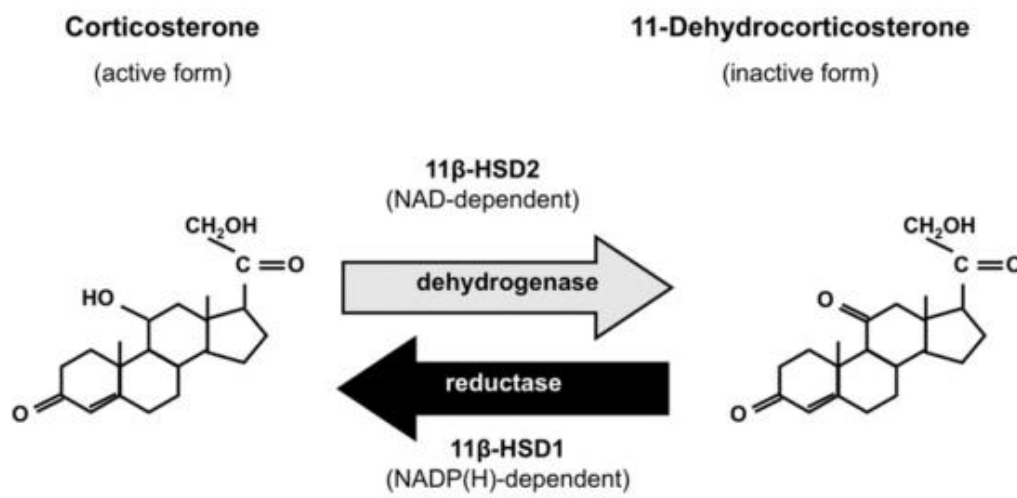 Corticosterone
(active form)
11-Dehydrocorticosterone
(inactive form)
11β-HSD2
(NAD-dependent)
CH₂OH
C=O
HO
O
dehydrogenase
reductase
11β-HSD1
(NADP(H)-dependent)
CH₂OH
C=O
O
O